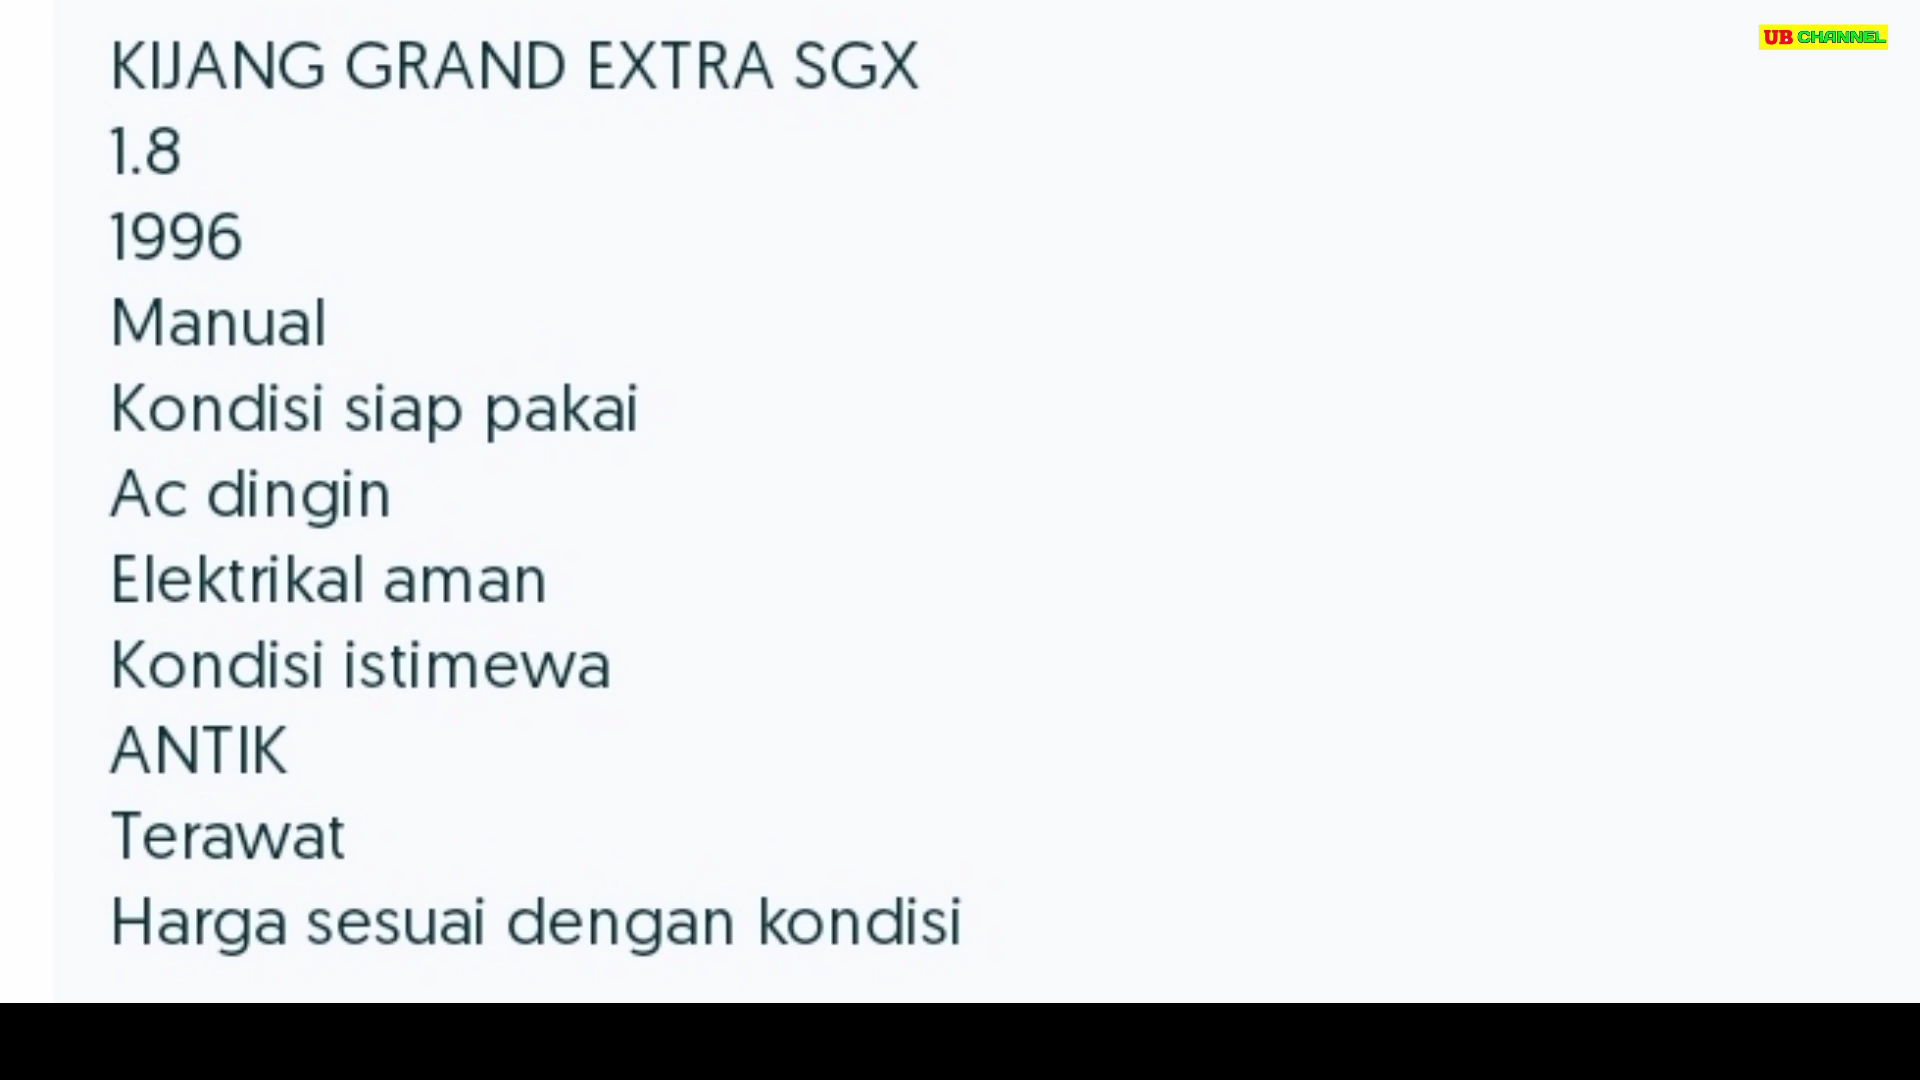 KIJANG GRAND EXTRA SGX
UB CHANNEL
1.8
1996
Manual
Kondisi siap pakai
Ac dingin
Elektrikal aman
Kondisi istimewa
ANTIK
Terawat
Harga sesuai dengan kondisi